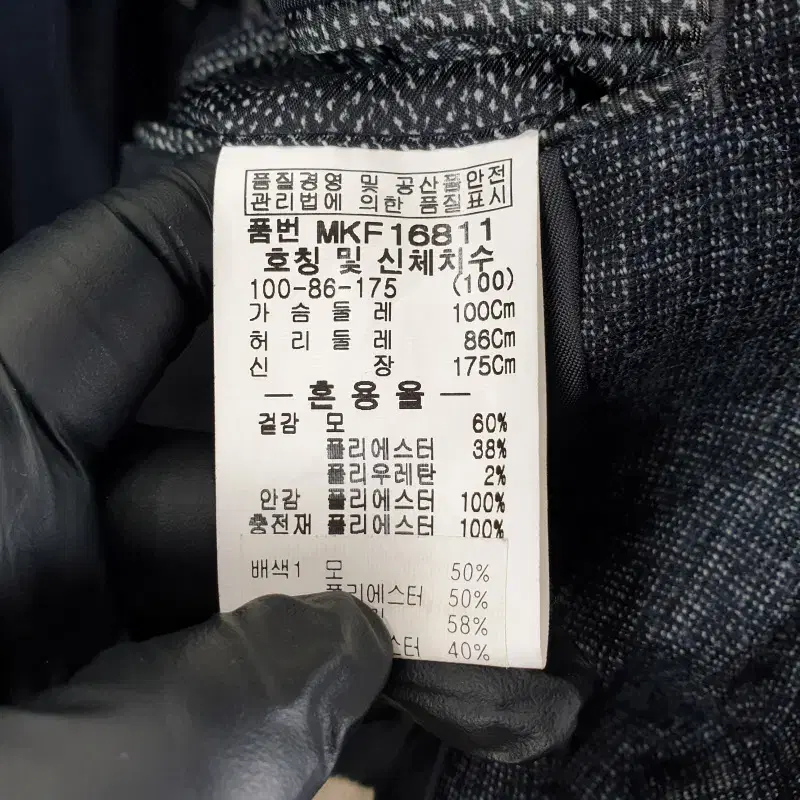 품질경영 및 공산품안전
관리법에 의한 품질표시
품번 MKF16811
호칭 및 신체치수
100-86-175 (100)
가 슴 둘 레 100Cm
허 리 둘 레 86Cm
신 장 175Cm
— 혼 용 율 —
겉감 모 60%
폴리에스터 38%
폴리우레탄 2%
안감 폴리에스터 100%
충전재 폴리에스터 100%
배색1 모 50%
폴리에스터 50%
58%
40%